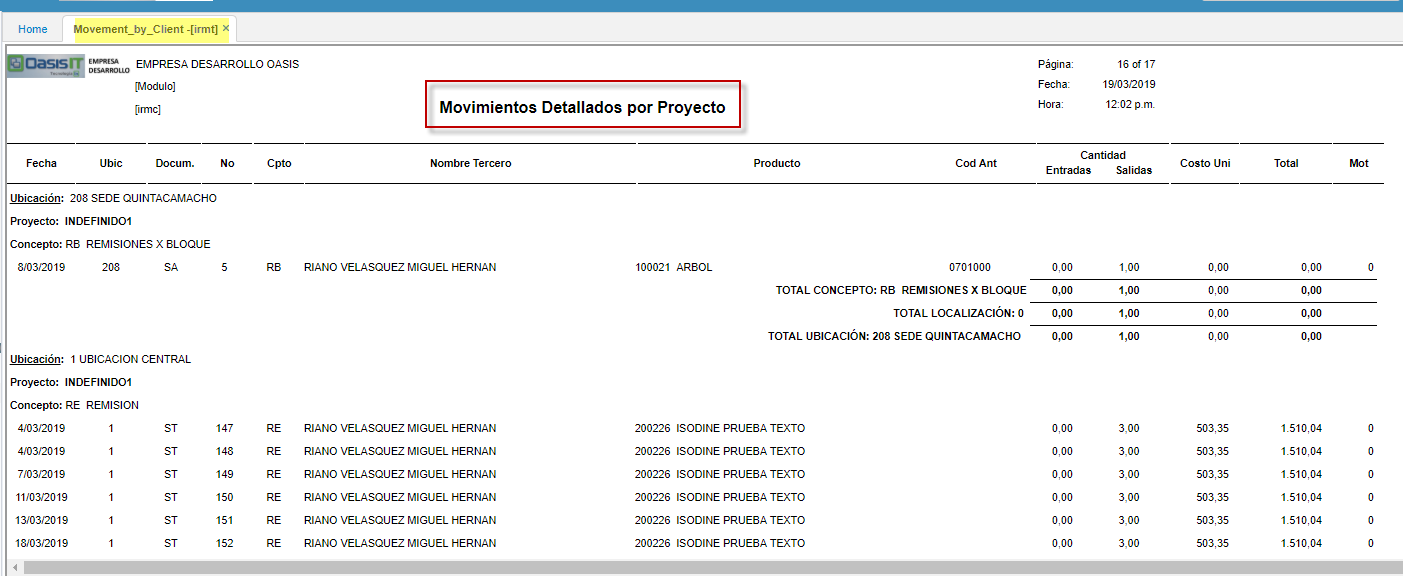 Home Movement_by_Client -[irmt] ×
OasisIT EMPRESA DESARROLLO EMPRESA DESARROLLO OASIS Página: 16 of 17
[Modulo] Fecha: 19/03/2019
[irmc] Movimientos Detallados por Proyecto Hora: 12:02 p.m.
Fecha Ubic Docum. No Cpto Nombre Tercero Producto Cod Ant Cantidad Entradas Salidas Costo Uni Total Mot
Ubicación: 208 SEDE QUINTACAMACHO
Proyecto: INDEFINIDO1
Concepto: RB REMISIONES X BLOQUE
8/03/2019 208 SA 5 RB RIANO VELASQUEZ MIGUEL HERNAN 100021 ARBOL 0701000 0,00 1,00 0,00 0,00 0
TOTAL CONCEPTO: RB REMISIONES X BLOQUE 0,00 1,00 0,00 0,00
TOTAL LOCALIZACIÓN: 0 0,00 1,00 0,00 0,00
TOTAL UBICACIÓN: 208 SEDE QUINTACAMACHO 0,00 1,00 0,00 0,00
Ubicación: 1 UBICACION CENTRAL
Proyecto: INDEFINIDO1
Concepto: RE REMISION
4/03/2019 1 ST 147 RE RIANO VELASQUEZ MIGUEL HERNAN 200226 ISODINE PRUEBA TEXTO 0,00 3,00 503,35 1.510,04 0
4/03/2019 1 ST 148 RE RIANO VELASQUEZ MIGUEL HERNAN 200226 ISODINE PRUEBA TEXTO 0,00 3,00 503,35 1.510,04 0
7/03/2019 1 ST 149 RE RIANO VELASQUEZ MIGUEL HERNAN 200226 ISODINE PRUEBA TEXTO 0,00 3,00 503,35 1.510,04 0
11/03/2019 1 ST 150 RE RIANO VELASQUEZ MIGUEL HERNAN 200226 ISODINE PRUEBA TEXTO 0,00 3,00 503,35 1.510,04 0
13/03/2019 1 ST 151 RE RIANO VELASQUEZ MIGUEL HERNAN 200226 ISODINE PRUEBA TEXTO 0,00 3,00 503,35 1.510,04 0
18/03/2019 1 ST 152 RE RIANO VELASQUEZ MIGUEL HERNAN 200226 ISODINE PRUEBA TEXTO 0,00 3,00 503,35 1.510,04 0